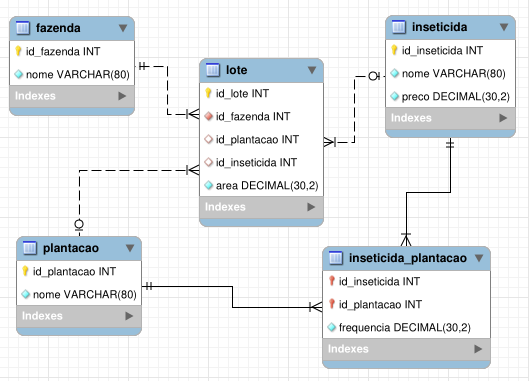 fazenda
id_fazenda INT
nome VARCHAR(80)
Indexes
lote
id_lote INT
id_fazenda INT
id_plantacao INT
id_inseticida INT
area DECIMAL(30,2)
Indexes
inseticida
id_inseticida INT
nome VARCHAR(80)
preco DECIMAL(30,2)
Indexes
plantacao
id_plantacao INT
nome VARCHAR(80)
Indexes
inseticida_plantacao
id_inseticida INT
id_plantacao INT
frequencia DECIMAL(30,2)
Indexes